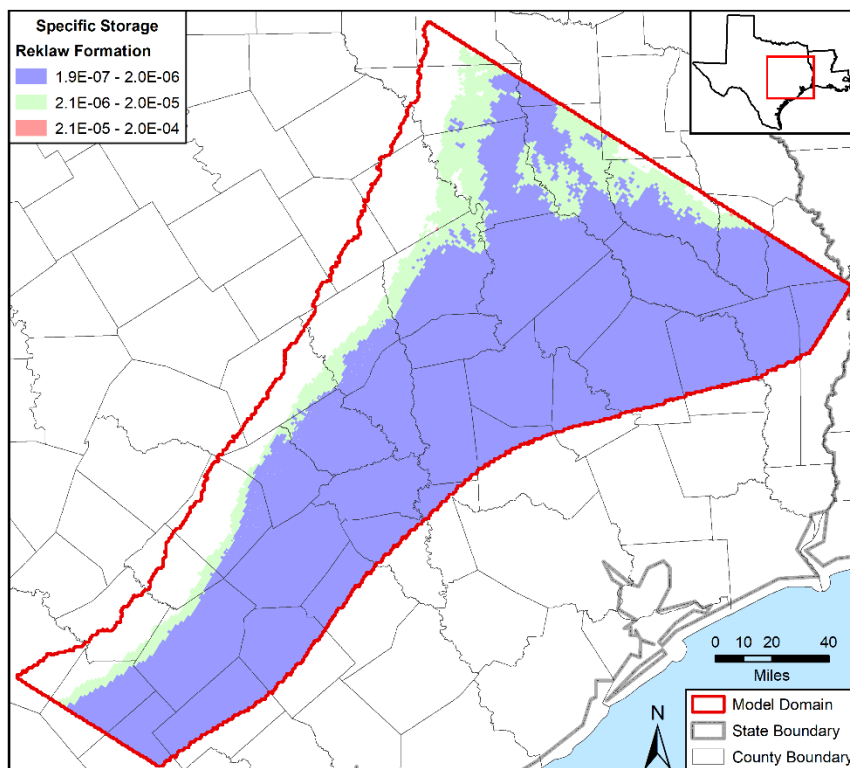 Specific Storage
Reklaw Formation
1.9E-07 - 2.0E-06
2.1E-06 - 2.0E-05
2.1E-05 - 2.0E-04
0 10 20 40
Miles
N
Model Domain
State Boundary
County Boundary